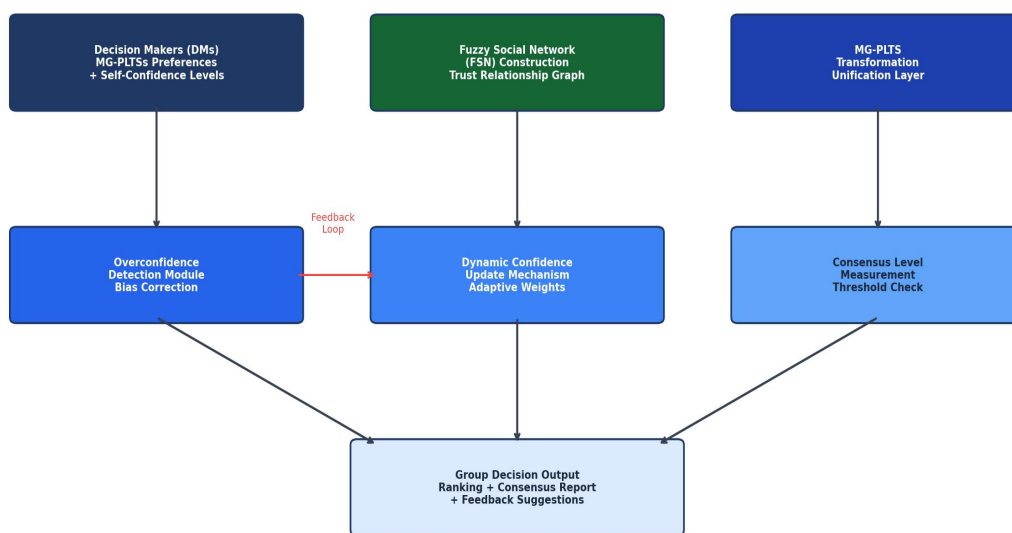 Decision Makers (DMs)
MG-PLTSs Preferences
+ Self-Confidence Levels
Fuzzy Social Network
(FSN) Construction
Trust Relationship Graph
MG-PLTS
Transformation
Unification Layer
Feedback
Loop
Overconfidence
Detection Module
Bias Correction
Dynamic Confidence
Update Mechanism
Adaptive Weights
Consensus Level
Measurement
Threshold Check
Group Decision Output
Ranking + Consensus Report
+ Feedback Suggestions